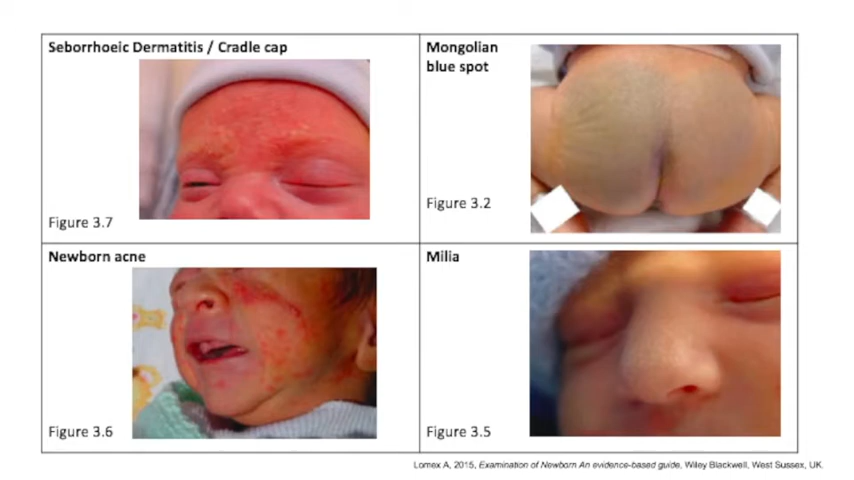 Seborrhoeic Dermatitis / Cradle cap
Figure 3.7
Mongolian
blue spot
Figure 3.2
Newborn acne
Figure 3.6
Milia
Figure 3.5
Lomex A, 2015, Examination of Newborn An evidence-based guide, Wiley Blackwell, West Sussex, UK.